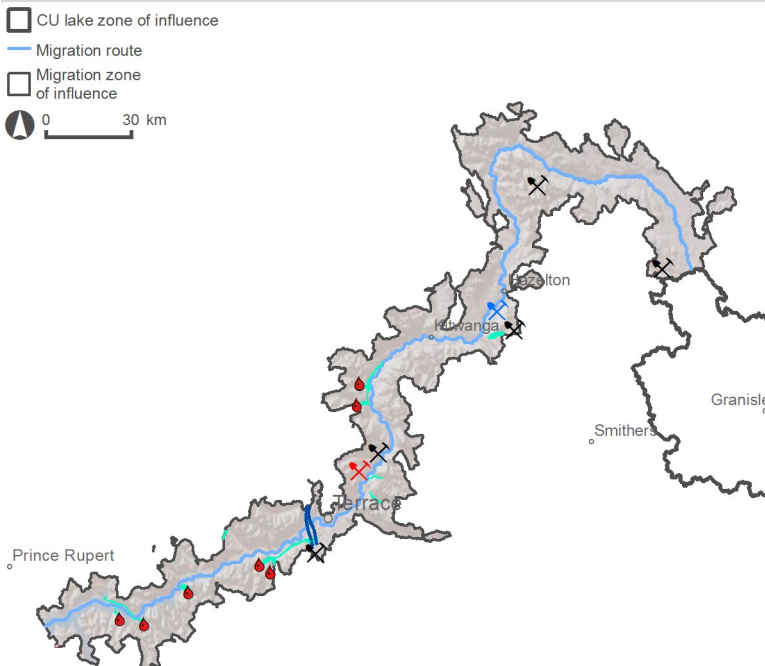 CU lake zone of influence
Migration route
Migration zone
of influence
0 30 km
Hazelton
Kitwanga
Granisle
Smithers
Terrace
Prince Rupert